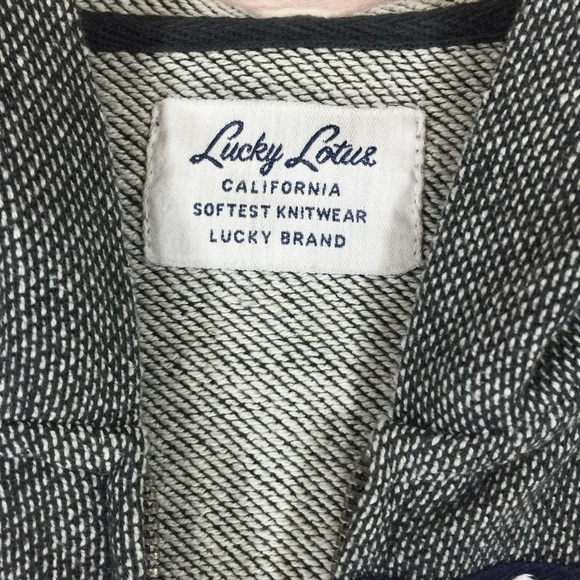 Lucky Lotus
CALIFORNIA
SOFTEST KNITWEAR
LUCKY BRAND